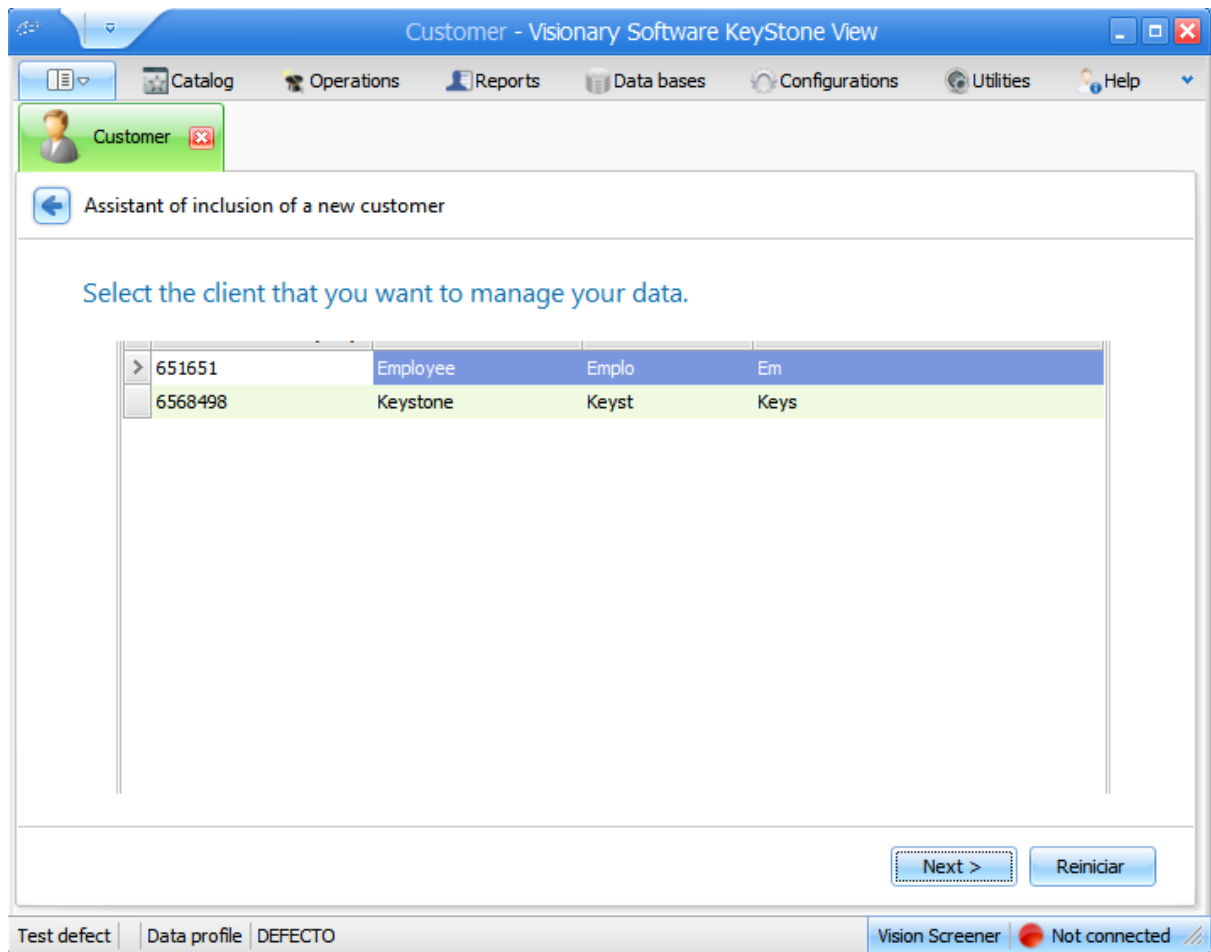 Customer - Visionary Software KeyStone View
Catalog Operations Reports Data bases Configurations Utilities Help
Customer
Assistant of inclusion of a new customer
Select the client that you want to manage your data.
651651 Employee Emplo Em
6568498 Keystone Keyst Keys
Next > Reiniciar
Test defect Data profile DEFECTO Vision Screener Not connected